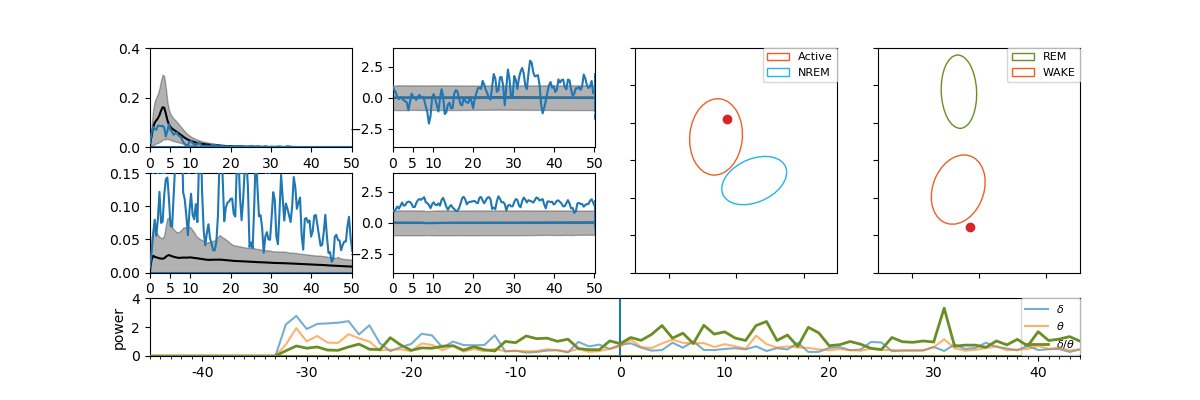 0.4
0.2
0.0
0 5 10 20 30 40 50
2.5
0.0
−2.5
0 5 10 20 30 40 50
Active
NREM
REM
WAKE
0.15
0.10
0.05
0.00
0 5 10 20 30 40 50
2.5
0.0
−2.5
0 5 10 20 30 40 50
power
4
2
0
-40 -30 -20 -10 0 10 20 30 40
δ
θ
δ/θ